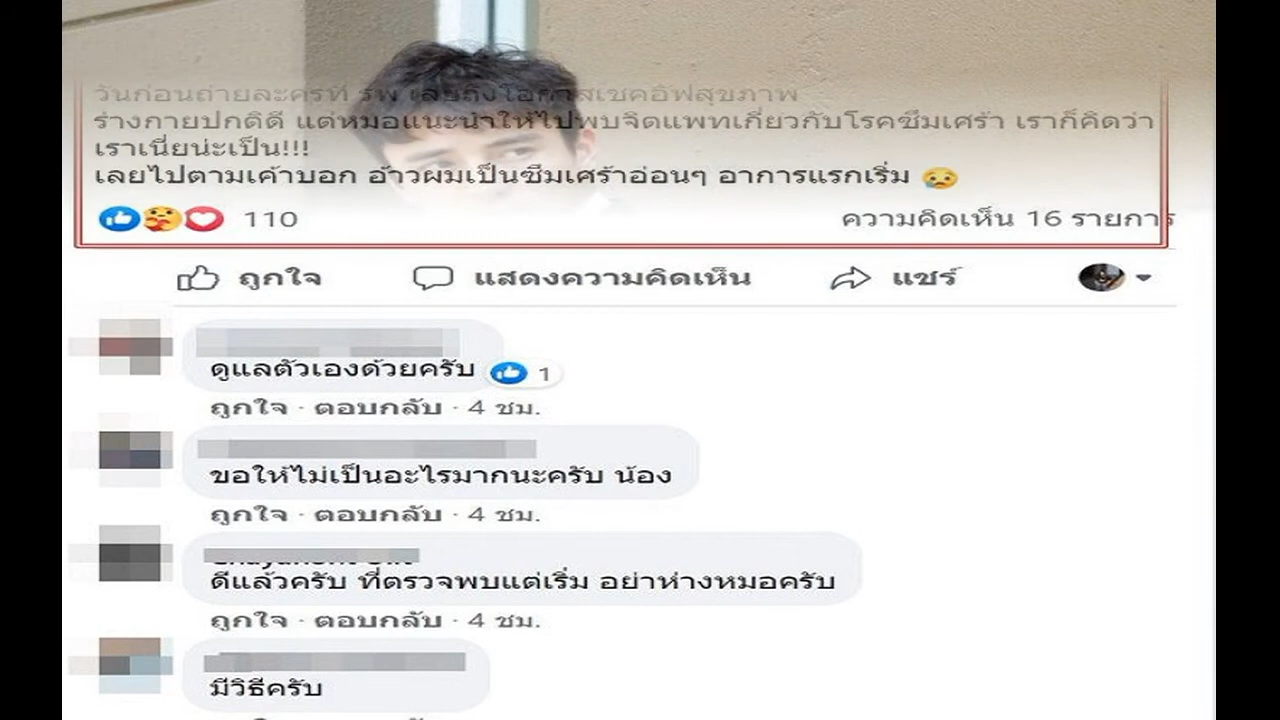 วันก่อนถ่ายละครที่ รพ เลยถือโอกาสเชคอัฟสุขภาพ
ร่างกายปกติดี แต่หมอแนะนำให้ไปพบจิตแพทเกี่ยวกับโรคซึมเศร้า เราก็คิดว่า
เราเนี่ยน่ะเป็น!!!
เลยไปตามเค้าบอก อ้าวผมเป็นซึมเศร้าอ่อนๆ อาการแรกเริ่ม 😢
110 ความคิดเห็น 16 รายการ
ถูกใจ แสดงความคิดเห็น แชร์
ดูแลตัวเองด้วยครับ 1
ถูกใจ · ตอบกลับ · 4 ชม.
ขอให้ไม่เป็นอะไรมากนะครับ น้อง
ถูกใจ · ตอบกลับ · 4 ชม.
ดีแล้วครับ ที่ตรวจพบแต่เริ่ม อย่าห่างหมอครับ
ถูกใจ · ตอบกลับ · 4 ชม.
มีวิธีครับ